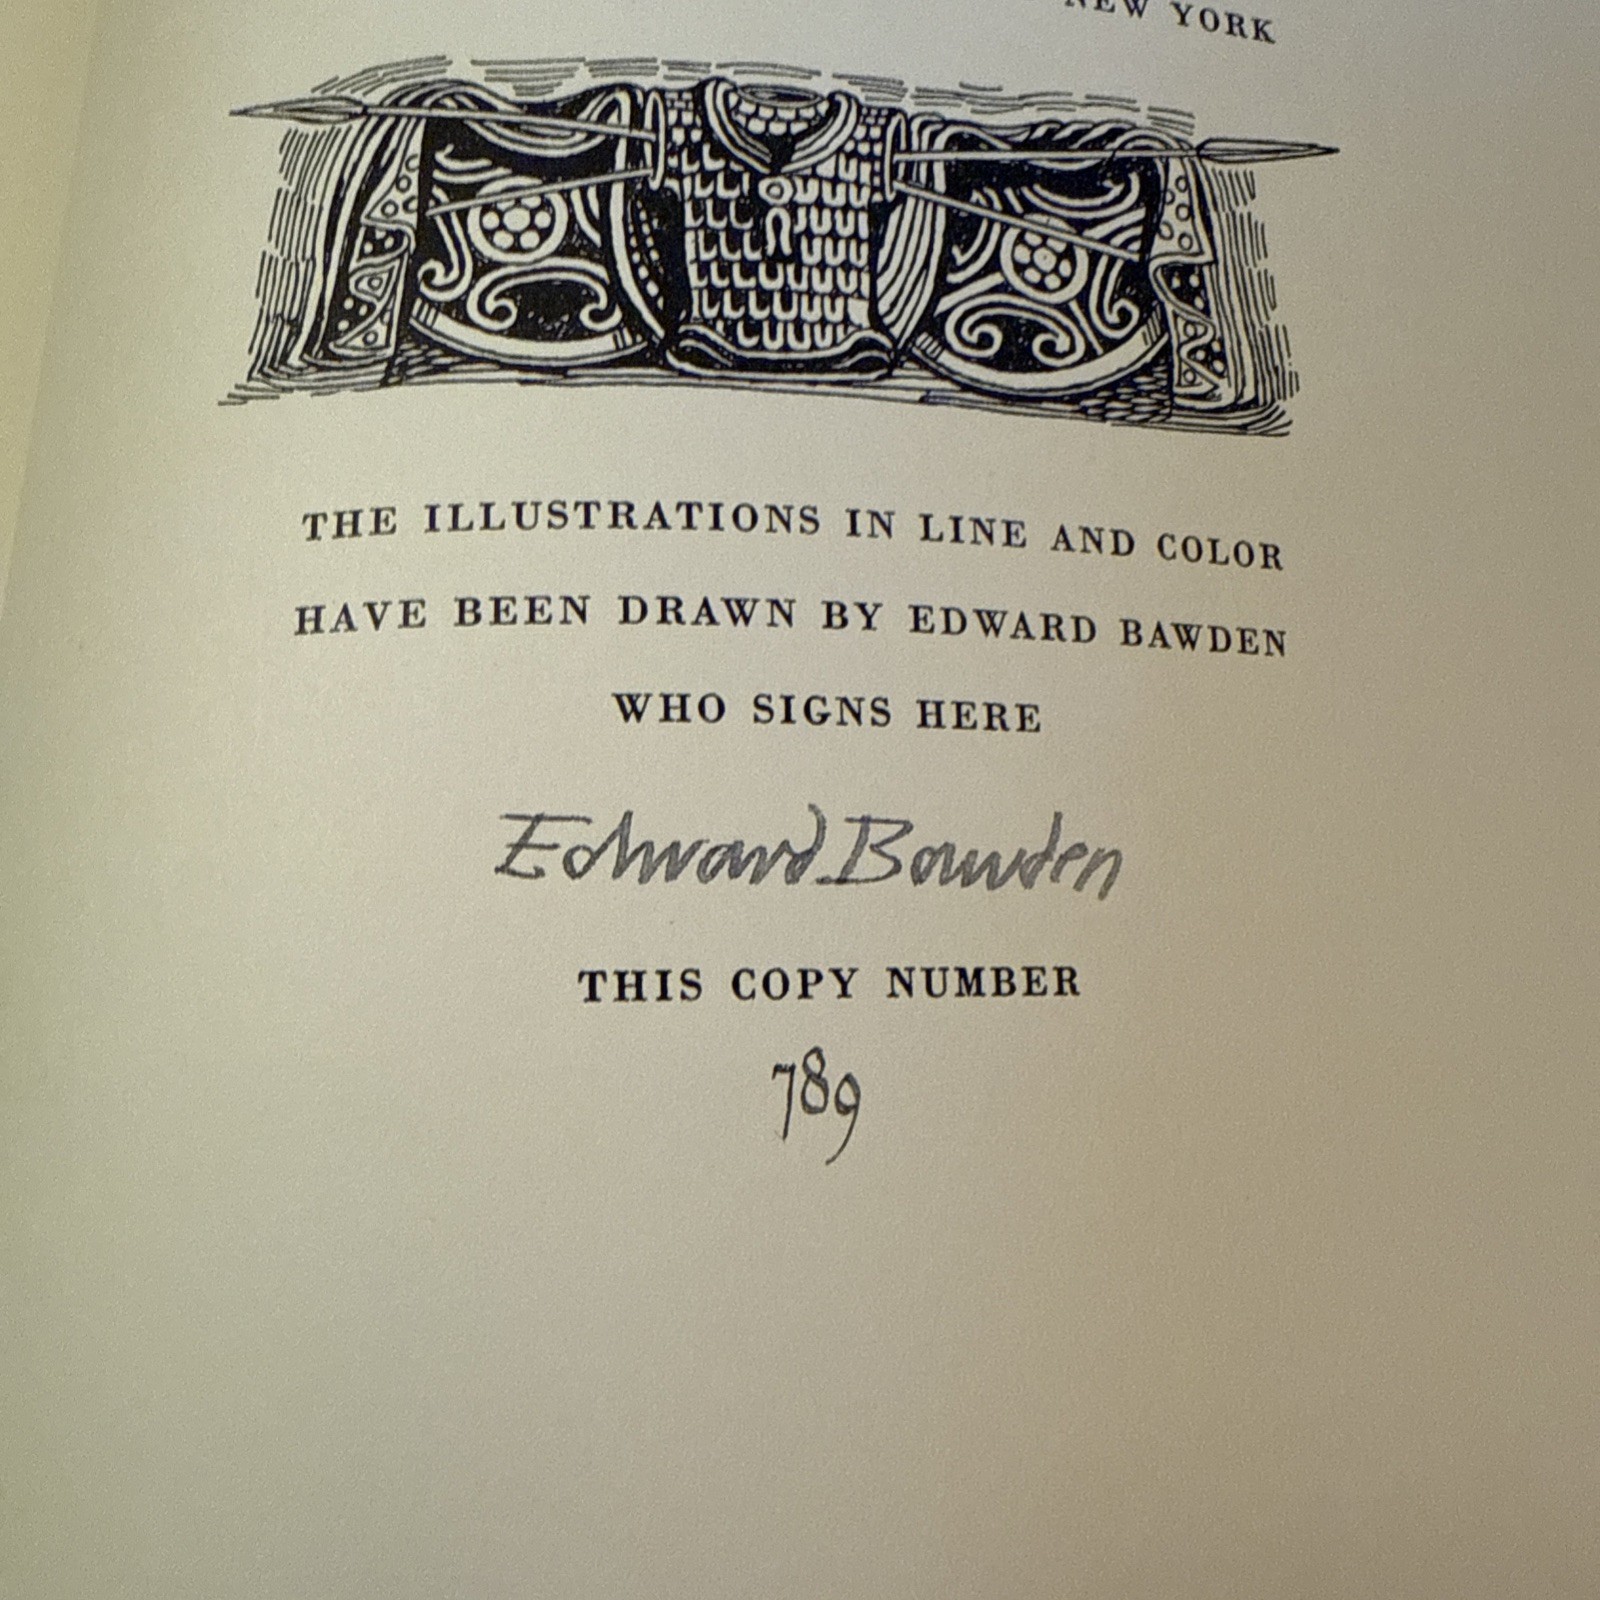 NEW YORK
THE ILLUSTRATIONS IN LINE AND COLOR
HAVE BEEN DRAWN BY EDWARD BAWDEN
WHO SIGNS HERE
Edward Bawden
THIS COPY NUMBER
789